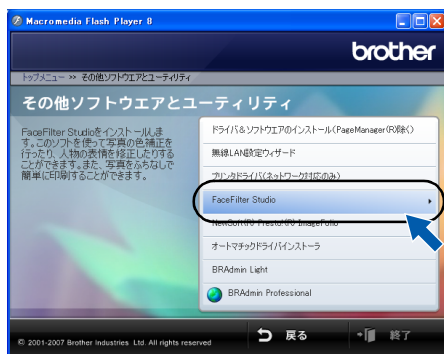 Macromedia Flash Player 8
brother
トップメニュー >> その他ソフトウエアとユーティリティ
その他ソフトウエアとユーティリティ
FaceFilter Studioをインストールしま
す。このソフトを使って写真の色補正を
行ったり、人物の表情を修正したりする
ことができます。また、写真をふちなしで
簡単に印刷することができます。
ドライバ&ソフトウエアのインストール(PageManager(R)除く)
無線LAN設定ウィザード
プリンタドライバ(ネットワーク対応のみ)
FaceFilter Studio
NewSoft(R) Presto!(R) ImageFolio
オートマチックドライバインストーラ
BRAdmin Light
BRAdmin Professional
© 2001-2007 Brother Industries Ltd. All rights reserved
戻る
終了